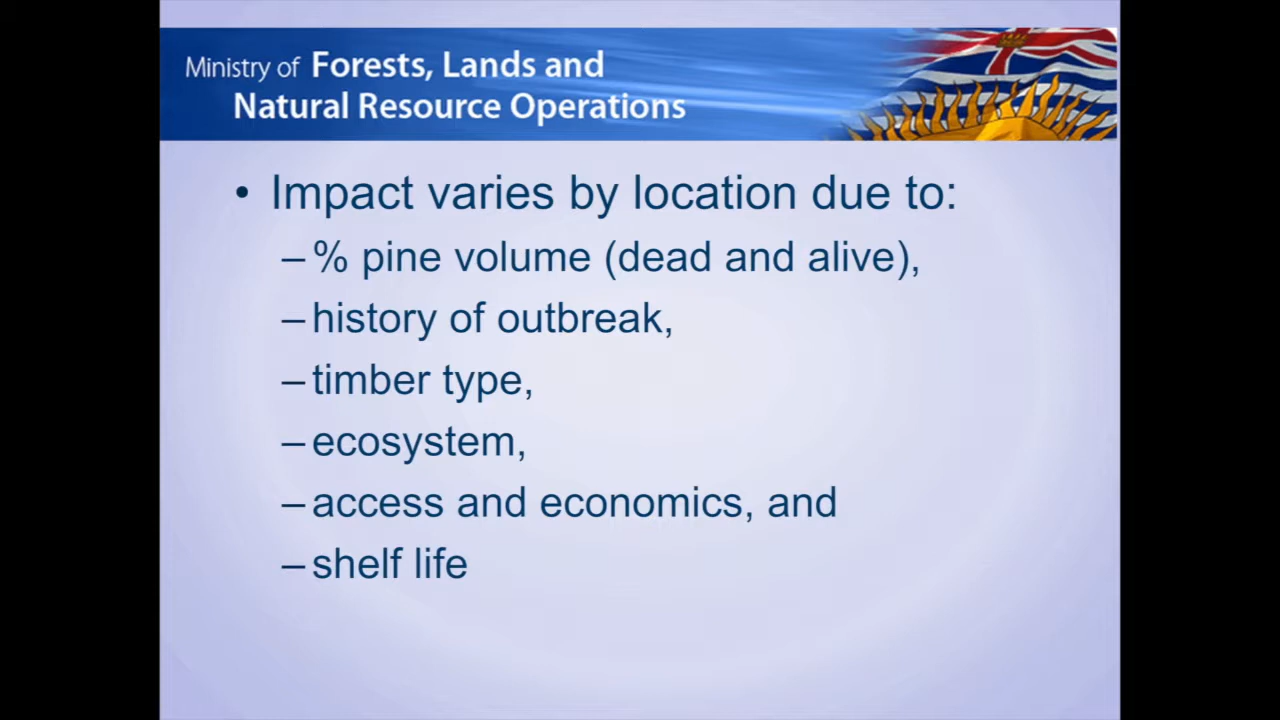 Ministry of Forests, Lands and
Natural Resource Operations
• Impact varies by location due to:
– % pine volume (dead and alive),
– history of outbreak,
– timber type,
– ecosystem,
– access and economics, and
– shelf life